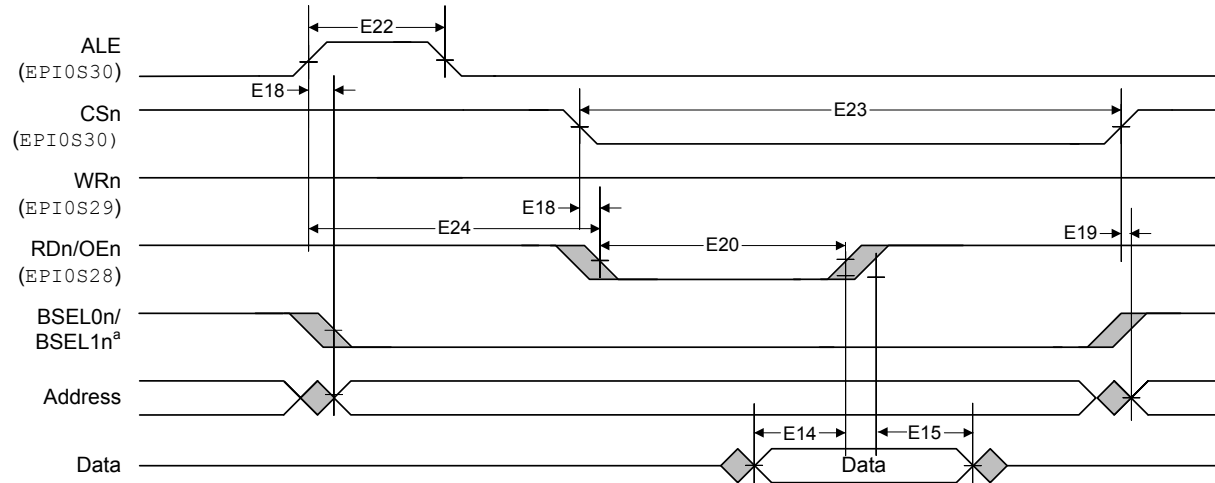 E22
ALE
(EPI0S30)
E18
CSn
E23
(EPI0S30)
WRn
(EPI0S29)
E18
E24
E20
E19
RDn/OEn
(EPI0S28)
BSEL0n/
BSEL1nᵃ
Address
E14
E15
Data
Data